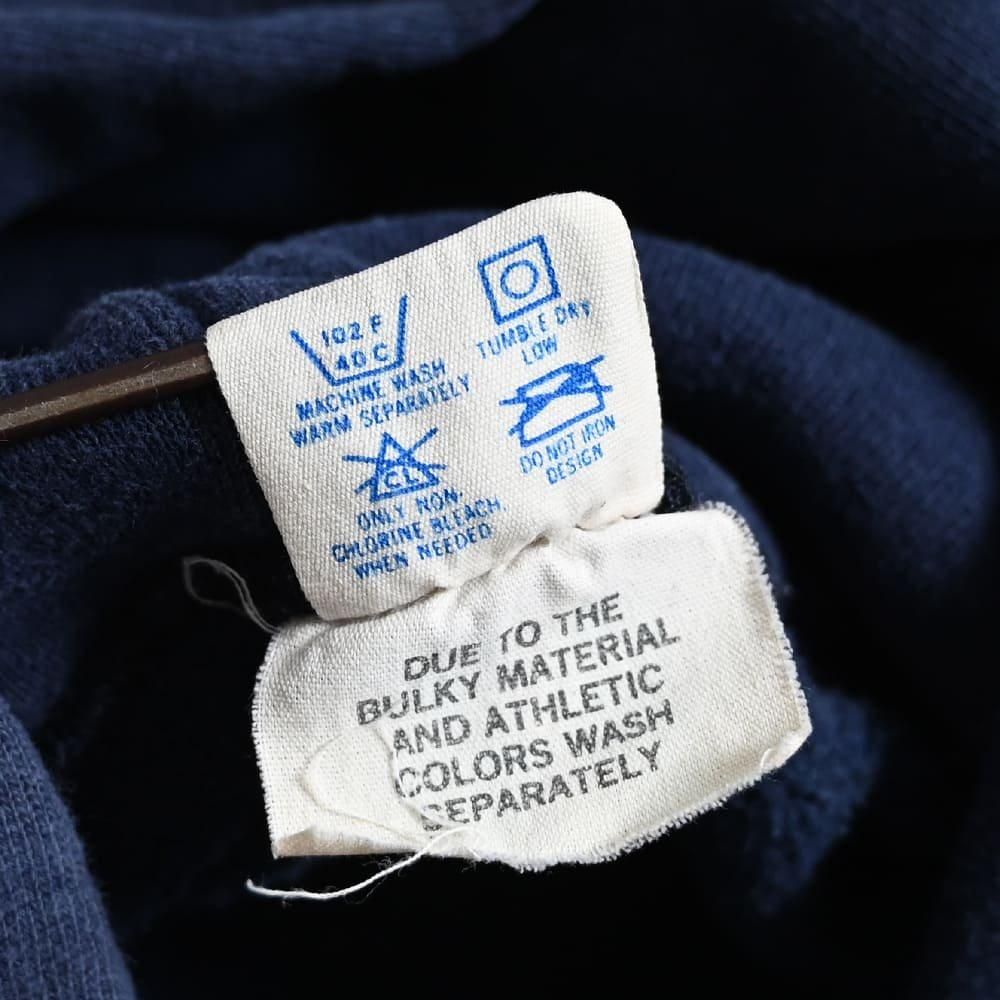 102 F
40 C
MACHINE WASH
WARM SEPARATELY
TUMBLE DRY
LOW
CL
ONLY NON-
CHLORINE BLEACH
WHEN NEEDED
DO NOT IRON
DESIGN
DUE TO THE
BULKY MATERIAL
AND ATHLETIC
COLORS WASH
SEPARATELY